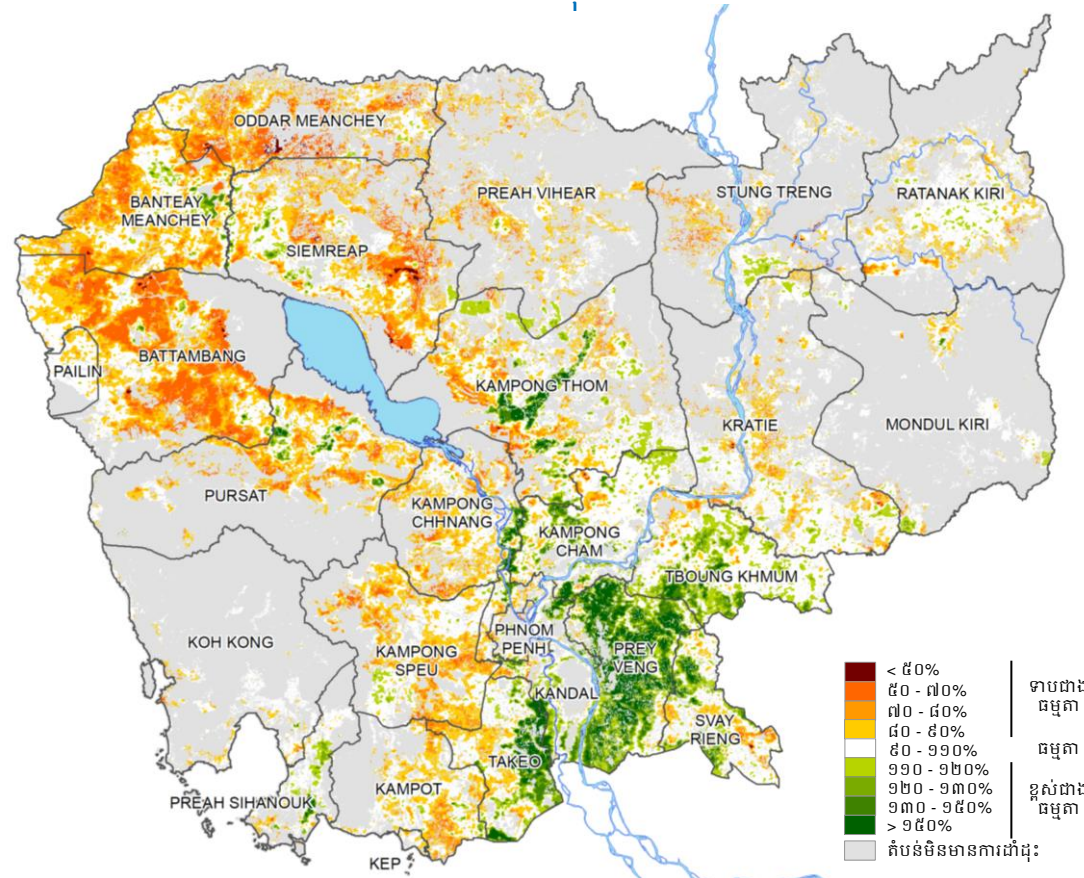 ODDAR MEANCHEY
BANTEAY
MEANCHEY
SIEMREAP
PREAH VIHEAR
STUNG TRENG
RATANAK KIRI
BATTAMBANG
PAILIN
KAMPONG THOM
KRATIE
MONDUL KIRI
PURSAT
KAMPONG
CHHNANG
KAMPONG
CHAM
TBOUNG KHMUM
KOH KONG
KAMPONG
SPEU
PHNOM
PENH
PREY
VENG
KANDAL
SVAY
RIENG
TAKEO
KAMPOT
PREAH SIHANOUK
KEP
< ៥០%
៥០ - ៧០%
៧០ - ៨០%
៨០ - ៩០%
៩០ - ១១០%
១១០ - ១២០%
១២០ - ១៣០%
១៣០ - ១៥០%
> ១៥០%
តំបន់មិនមានការដាំដុះ
ទាបជាង
ធម្មតា
ធម្មតា
ខ្ពស់ជាង
ធម្មតា